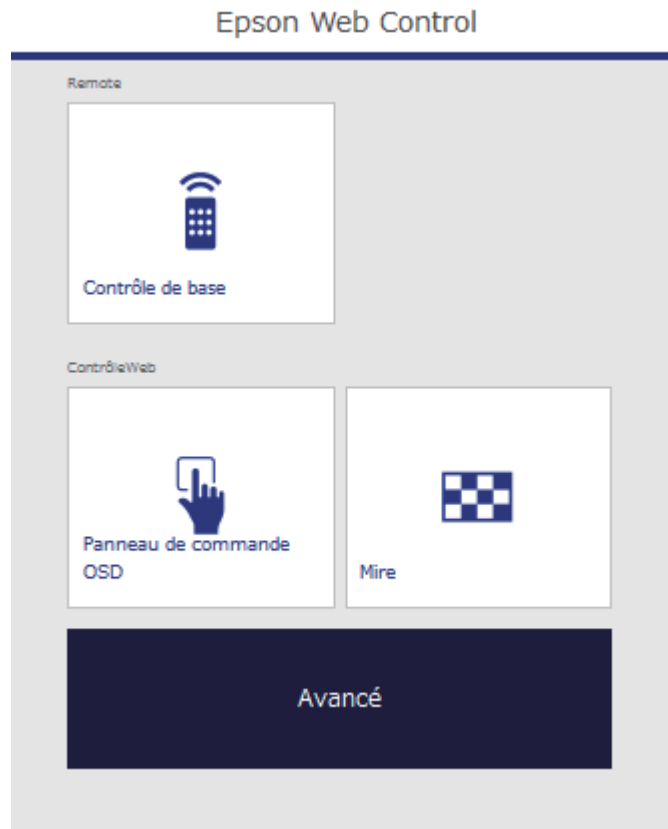 Epson Web Control
Remote
Contrôle de base
ContrôleWeb
Panneau de commande
OSD
Mire
Avancé